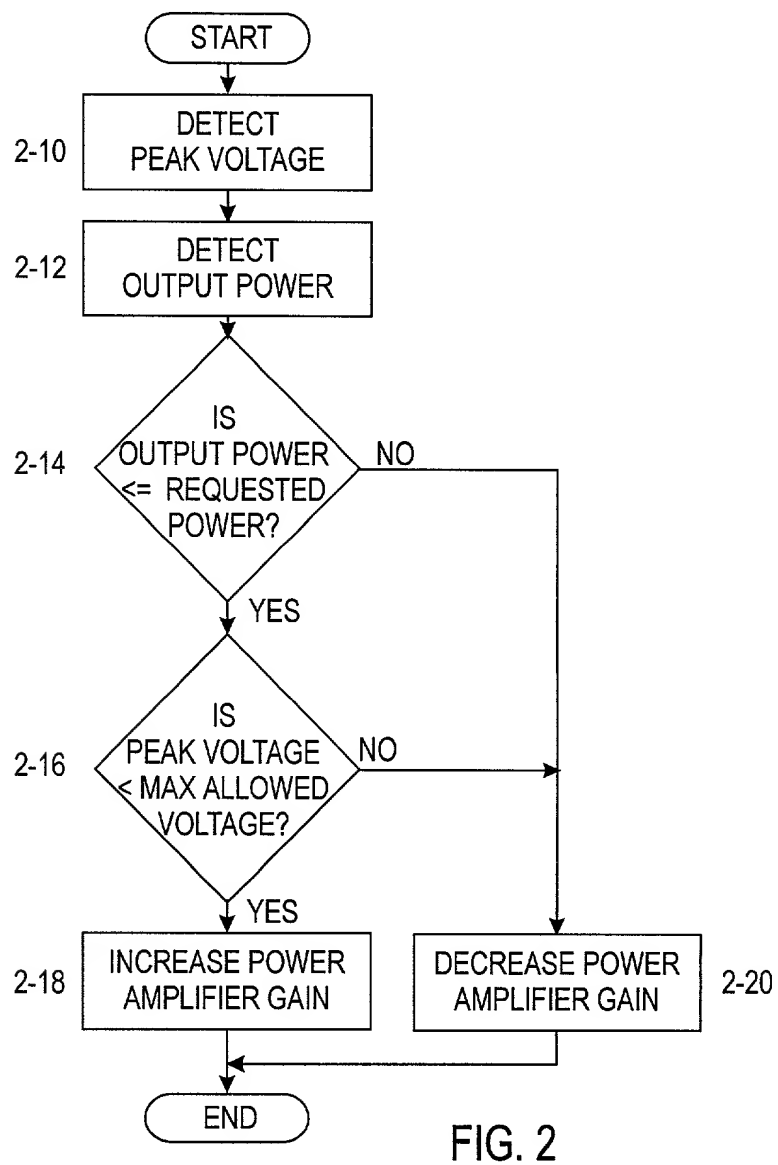 START
2-10
DETECT
PEAK VOLTAGE
2-12
DETECT
OUTPUT POWER
2-14
IS
OUTPUT POWER
<= REQUESTED
POWER?
NO
YES
2-16
IS
PEAK VOLTAGE
< MAX ALLOWED
VOLTAGE?
NO
YES
2-18
INCREASE POWER
AMPLIFIER GAIN
DECREASE POWER
AMPLIFIER GAIN
2-20
END
FIG. 2